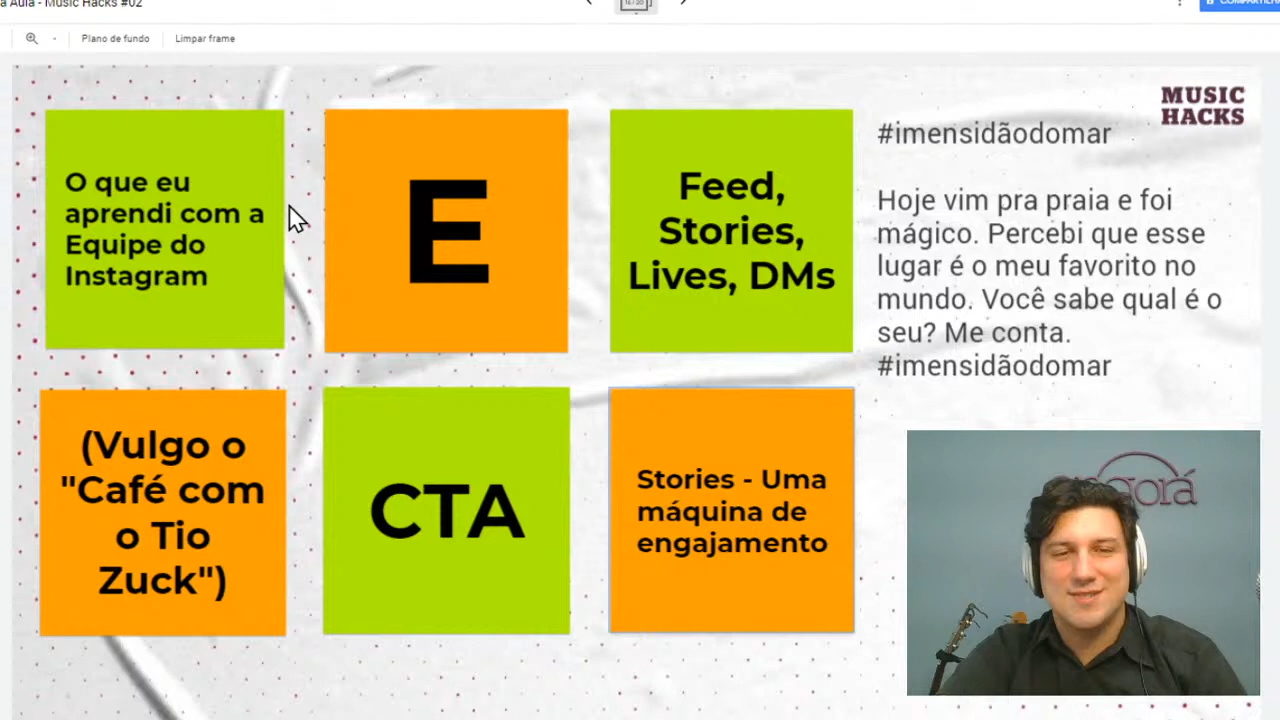 a Aula - Music Hacks #02
Plano de fundo
Limpar frame
O que eu
aprendi com a
Equipe do
Instagram
E
Feed,
Stories,
Lives, DMs
MUSIC
HACKS
#imensidãodomar
Hoje vim pra praia e foi
mágico. Percebi que esse
lugar é o meu favorito no
mundo. Você sabe qual é o
seu? Me conta.
#imensidãodomar
(Vulgo o
"Café com
o Tio
Zuck")
CTA
Stories - Uma
máquina de
engajamento